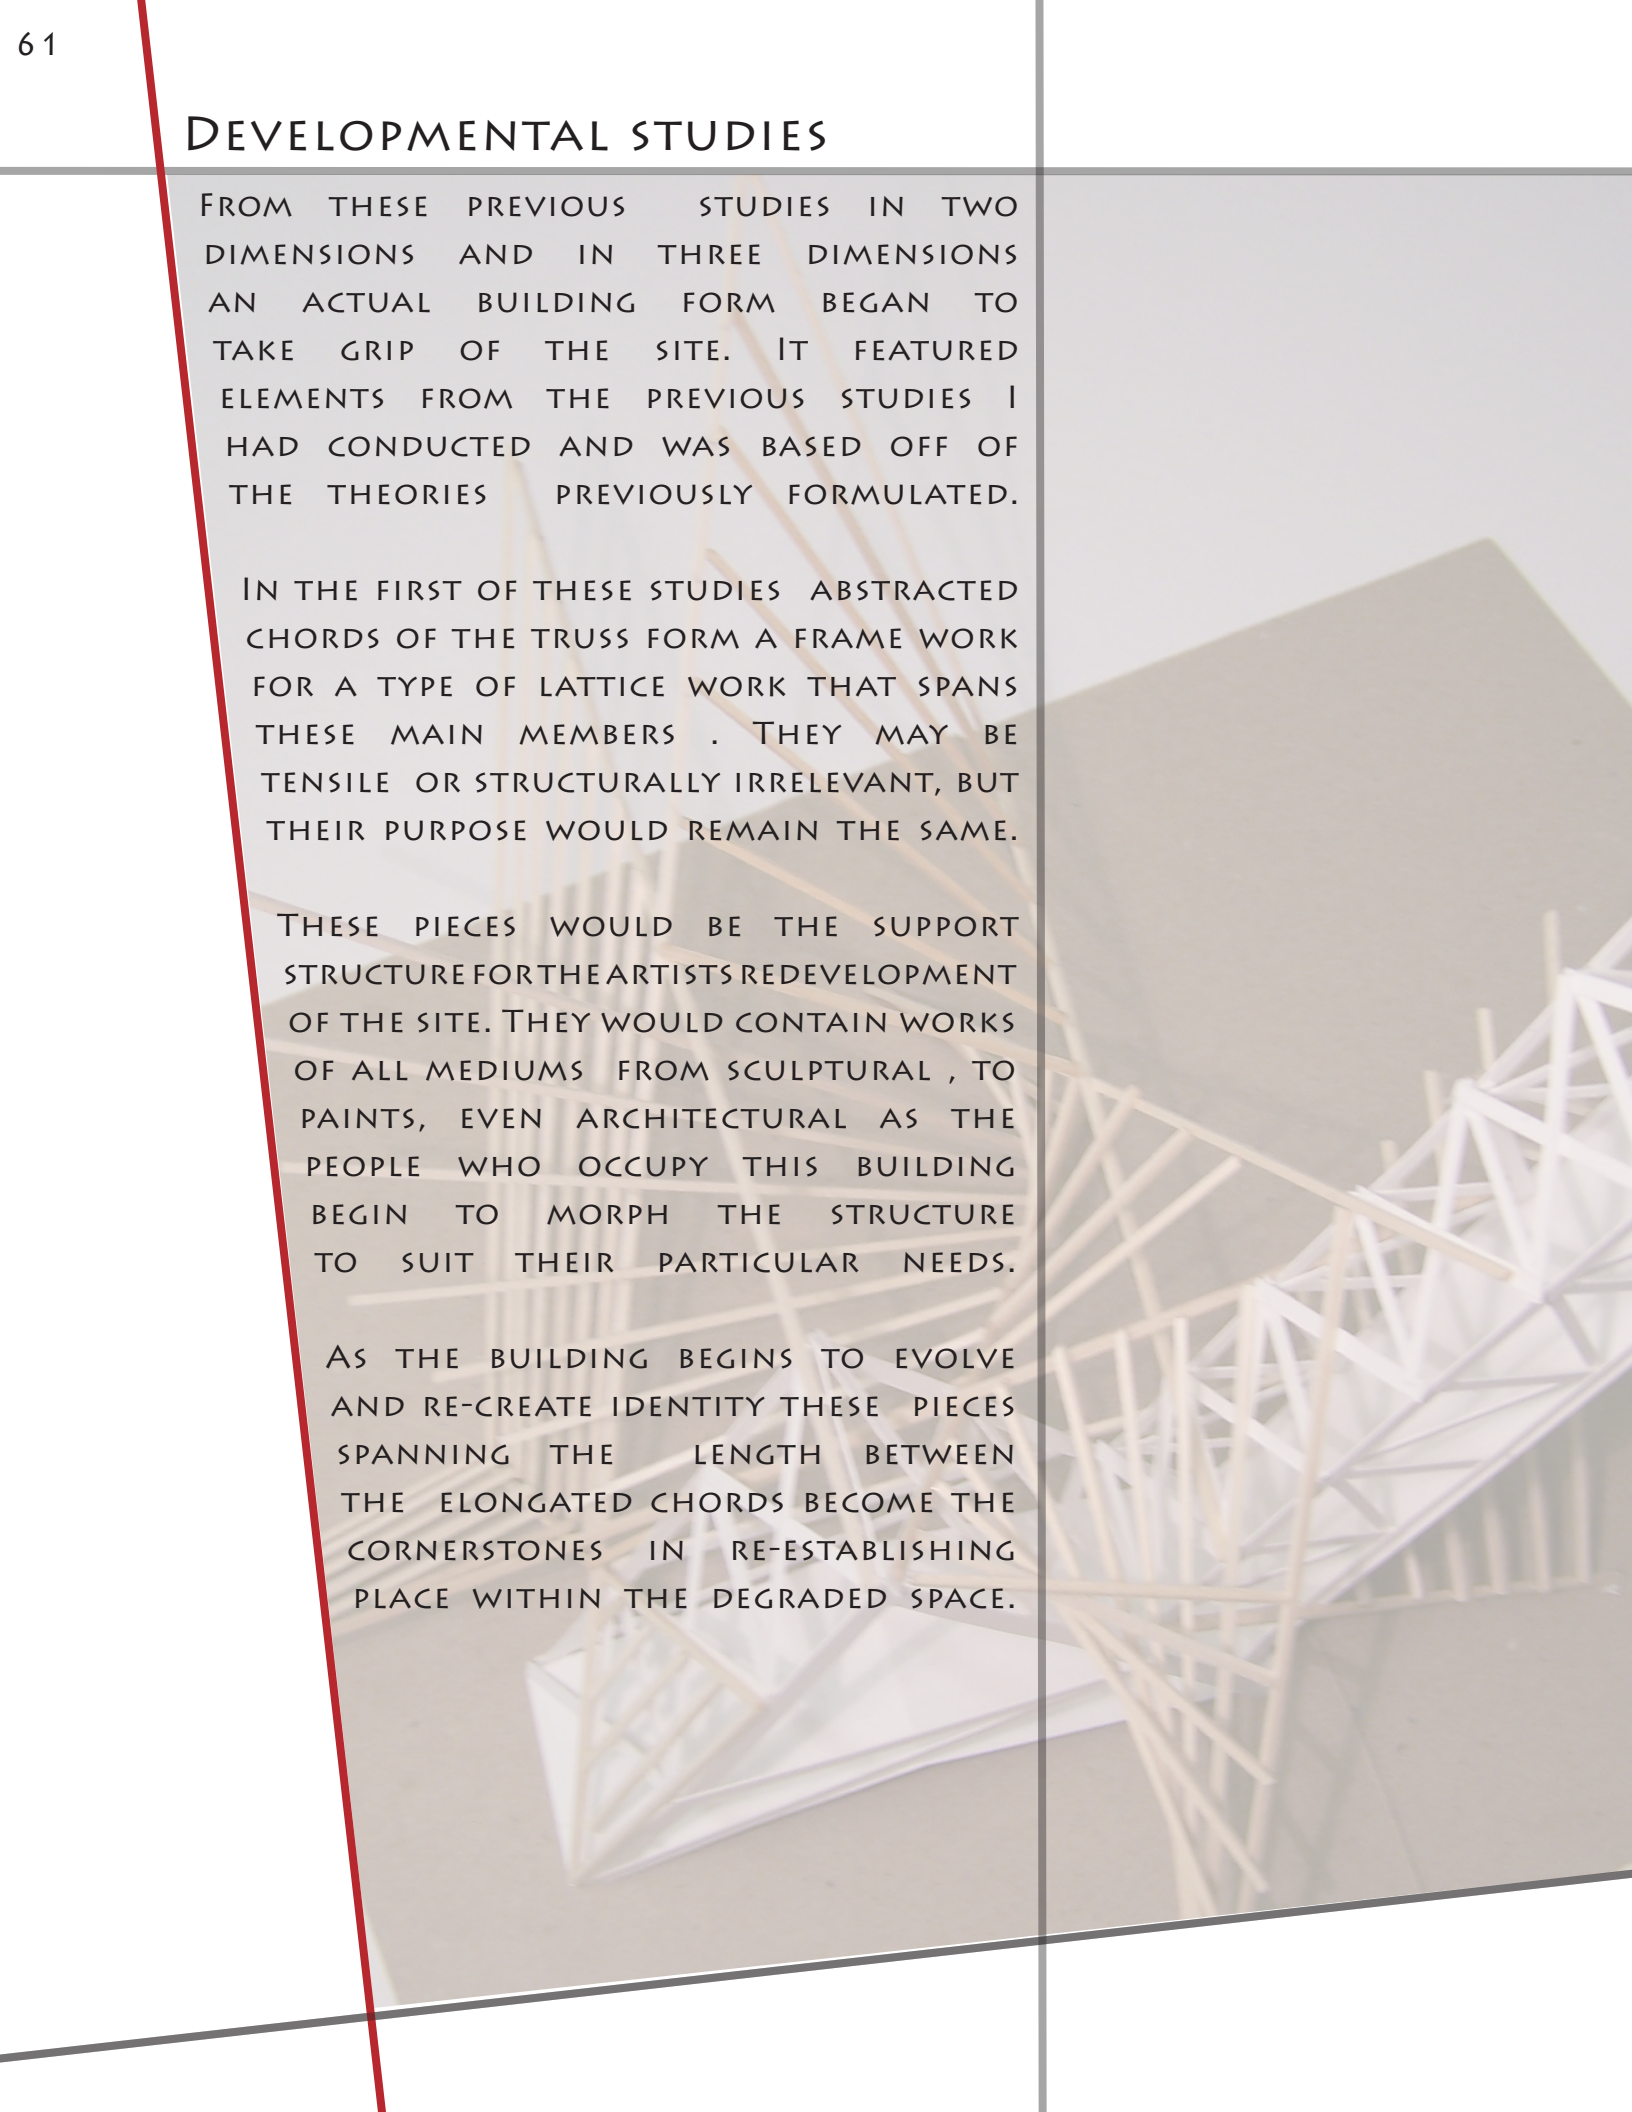 61
Developmental studies
From these previous studies in two
dimensions and in three dimensions
an actual building form began to
take grip of the site. It featured
elements from the previous studies I
had conducted and was based off of
the theories previously formulated.
In the first of these studies abstracted
chords of the truss form a frame work
for a type of lattice work that spans
these main members . They may be
tensile or structurally irrelevant, but
their purpose would remain the same.
These pieces would be the support
structure for the artists redevelopment
of the site. They would contain works
of all mediums from sculptural , to
paints, even architectural as the
people who occupy this building
begin to morph the structure
to suit their particular needs.
As the building begins to evolve
and re-create identity these pieces
spanning the length between
the elongated chords become the
cornerstones in re-establishing
place within the degraded space.